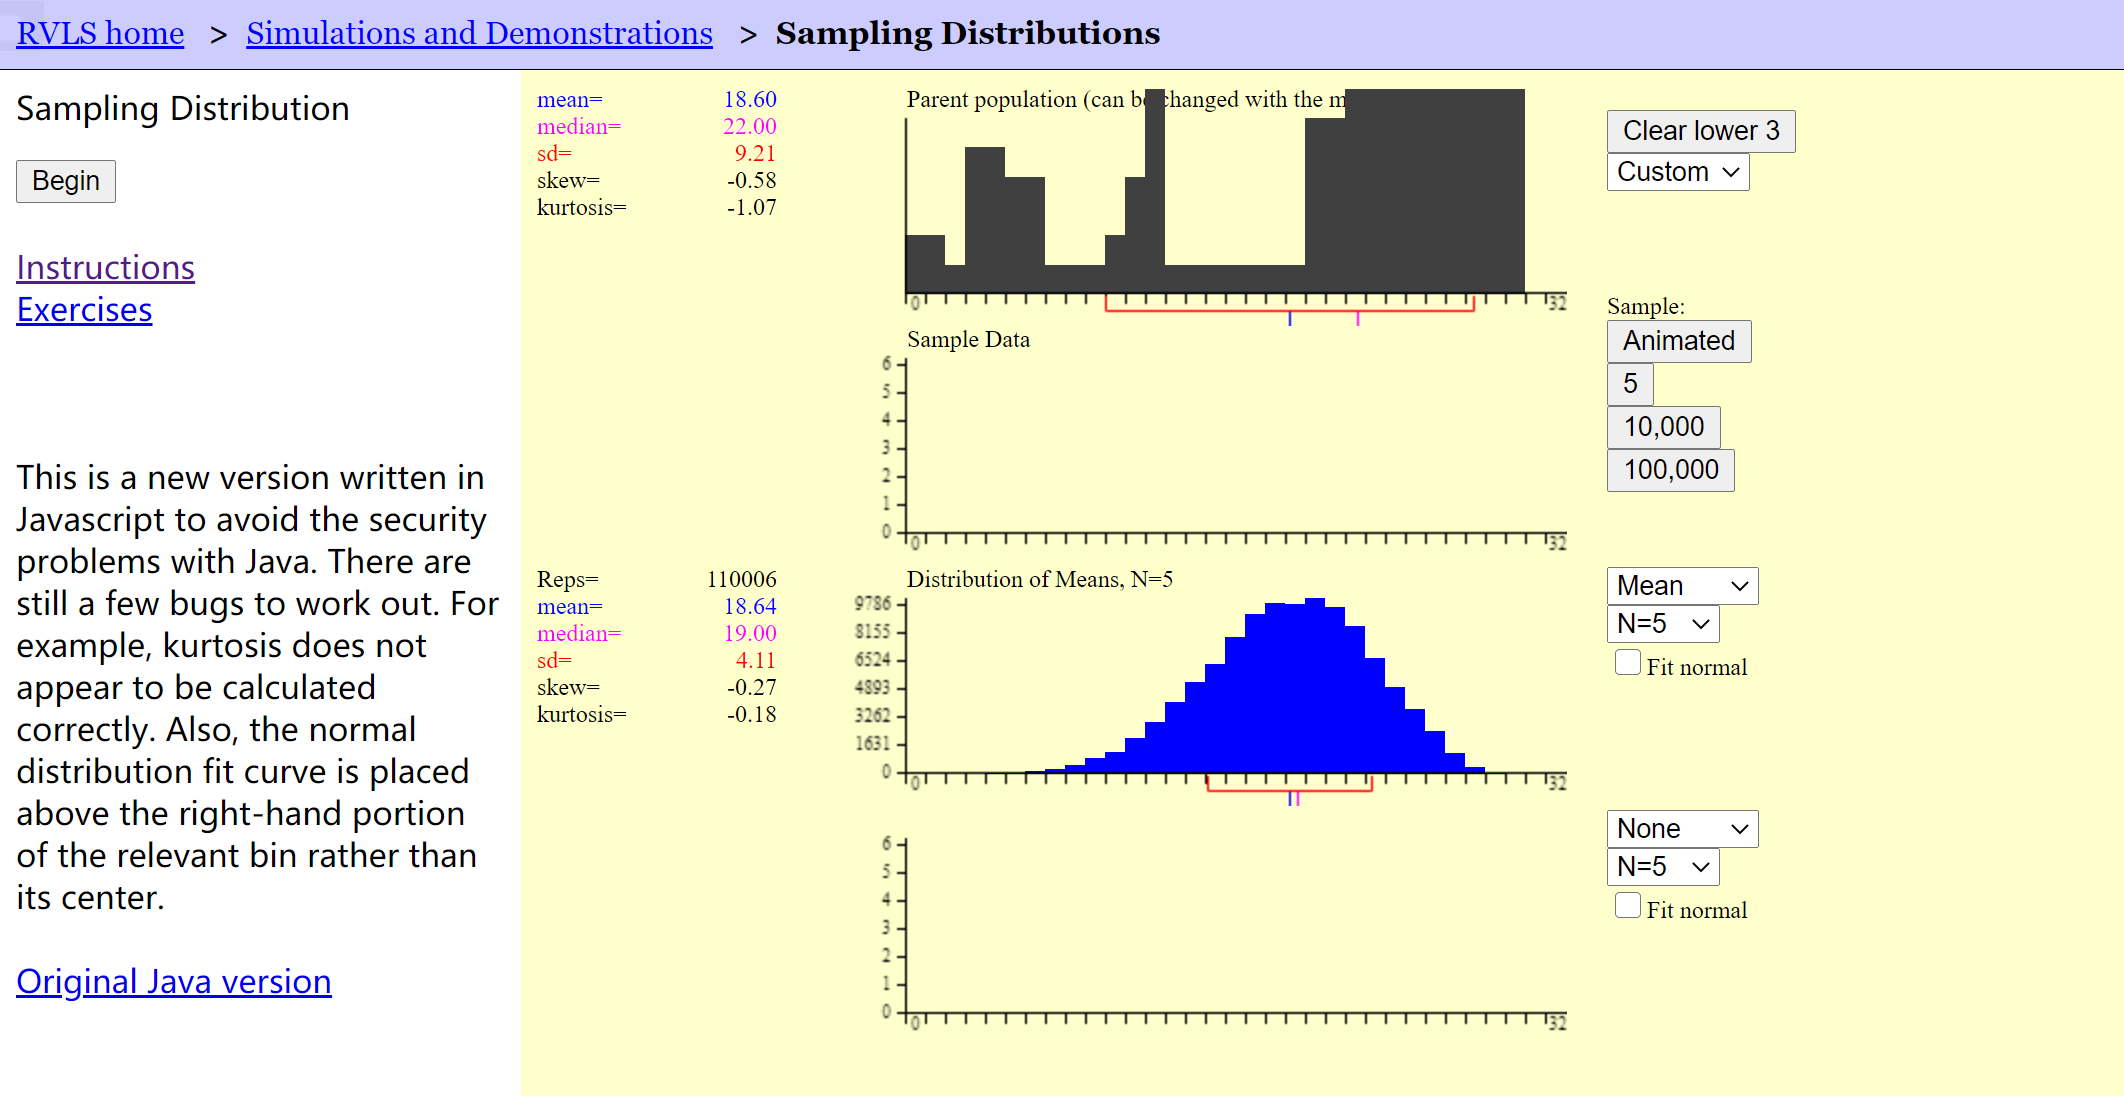 RVLS home > Simulations and Demonstrations > Sampling Distributions
Sampling Distribution
Begin
Instructions
Exercises
This is a new version written in
Javascript to avoid the security
problems with Java. There are
still a few bugs to work out. For
example, kurtosis does not
appear to be calculated
correctly. Also, the normal
distribution fit curve is placed
above the right-hand portion
of the relevant bin rather than
its center.
Original Java version
mean= 18.60
median= 22.00
sd= 9.21
skew= -0.58
kurtosis= -1.07
Parent population (can be changed with the m
0 32
Clear lower 3
Custom
Sample Data
6
5
4
3
2
1
0
0 32
Sample:
Animated
5
10,000
100,000
Reps= 110006
mean= 18.64
median= 19.00
sd= 4.11
skew= -0.27
kurtosis= -0.18
Distribution of Means, N=5
9786
8155
6524
4893
3262
1631
0
0 32
Mean
N=5
Fit normal
6
5
4
3
2
1
0
0 32
None
N=5
Fit normal